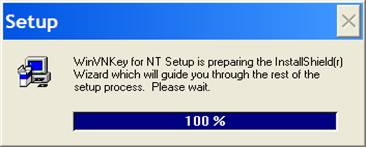 Setup
WinVNKey for NT Setup is preparing the InstallShield(r)
Wizard which will guide you through the rest of the
setup process.  Please wait.
100 %